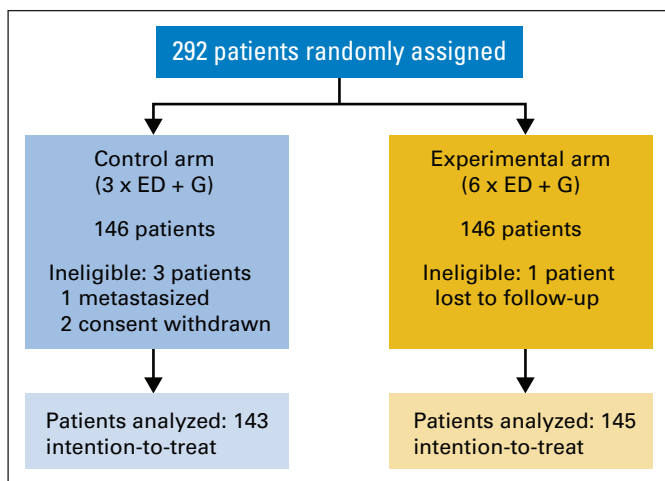 292 patients randomly assigned
Control arm
(3 x ED + G)
146 patients
Ineligible: 3 patients
1 metastasized
2 consent withdrawn
Patients analyzed: 143
intention-to-treat
Experimental arm
(6 x ED + G)
146 patients
Ineligible: 1 patient
lost to follow-up
Patients analyzed: 145
intention-to-treat